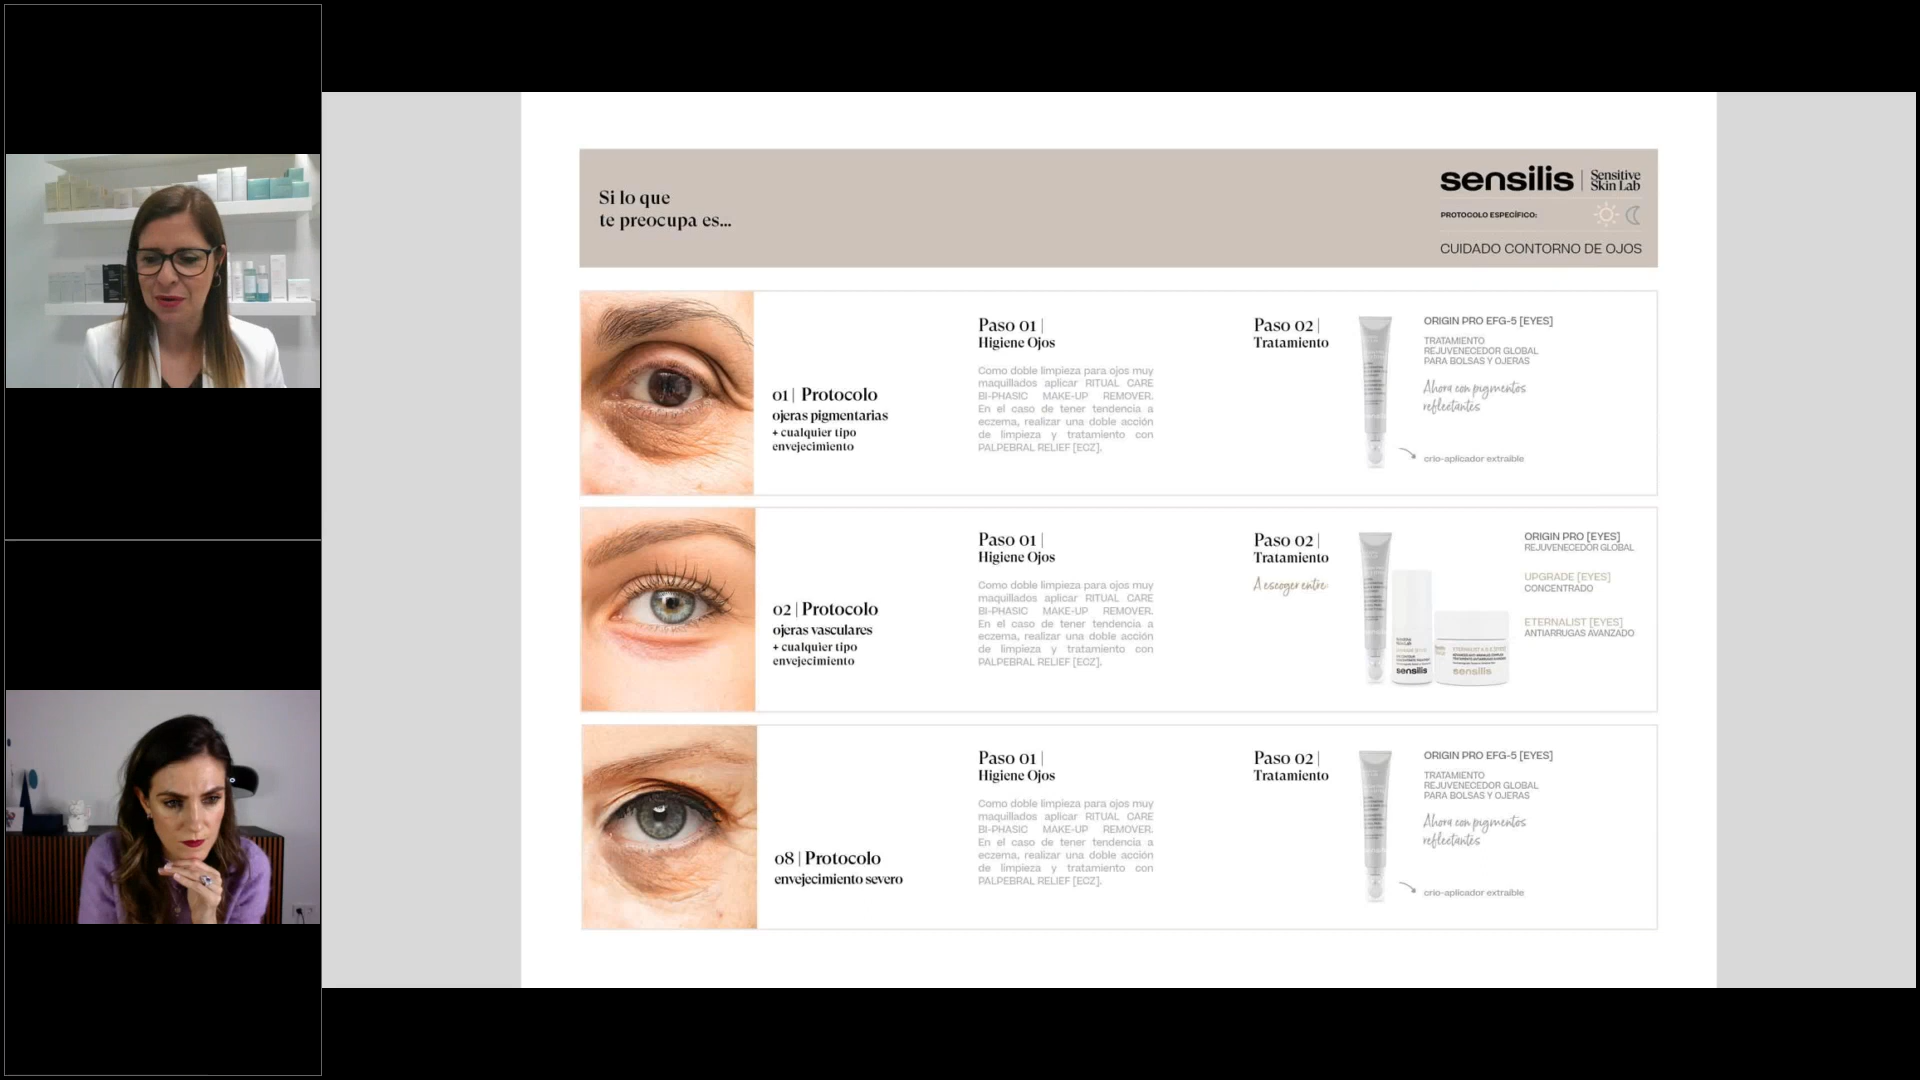 Si lo que
te preocupa es...
sensilis | Sensitive
Skin Lab
PROTOCOLO ESPECÍFICO:
CUIDADO CONTORNO DE OJOS
01 | Protocolo
ojeras pigmentarias
+ cualquier tipo
envejecimiento
Paso 01 |
Higiene Ojos
Como doble limpieza para ojos muy
maquillados aplicar RITUAL CARE
BI-PHASIC MAKE-UP REMOVER.
En el caso de tener tendencia a
eczema, realizar una doble acción
de limpieza y tratamiento con
PALPEBRAL RELIEF [ECZ].
Paso 02 |
Tratamiento
ORIGIN PRO EFG-5 [EYES]
TRATAMIENTO
REJUVENECEDOR GLOBAL
PARA BOLSAS Y OJERAS
Ahora con pigmentos
reflectantes
crio-aplicador extraible
02 | Protocolo
ojeras vasculares
+ cualquier tipo
envejecimiento
Paso 01 |
Higiene Ojos
Como doble limpieza para ojos muy
maquillados aplicar RITUAL CARE
BI-PHASIC MAKE-UP REMOVER.
En el caso de tener tendencia a
eczema, realizar una doble acción
de limpieza y tratamiento con
PALPEBRAL RELIEF [ECZ].
Paso 02 |
Tratamiento
A escoger entre:
sensilis
sensilis
ORIGIN PRO [EYES]
REJUVENECEDOR GLOBAL
UPGRADE [EYES]
CONCENTRADO
ETERNALIST [EYES]
ANTIARRUGAS AVANZADO
08 | Protocolo
envejecimiento severo
Paso 01 |
Higiene Ojos
Como doble limpieza para ojos muy
maquillados aplicar RITUAL CARE
BI-PHASIC MAKE-UP REMOVER.
En el caso de tener tendencia a
eczema, realizar una doble acción
de limpieza y tratamiento con
PALPEBRAL RELIEF [ECZ].
Paso 02 |
Tratamiento
ORIGIN PRO EFG-5 [EYES]
TRATAMIENTO
REJUVENECEDOR GLOBAL
PARA BOLSAS Y OJERAS
Ahora con pigmentos
reflectantes
crio-aplicador extraible